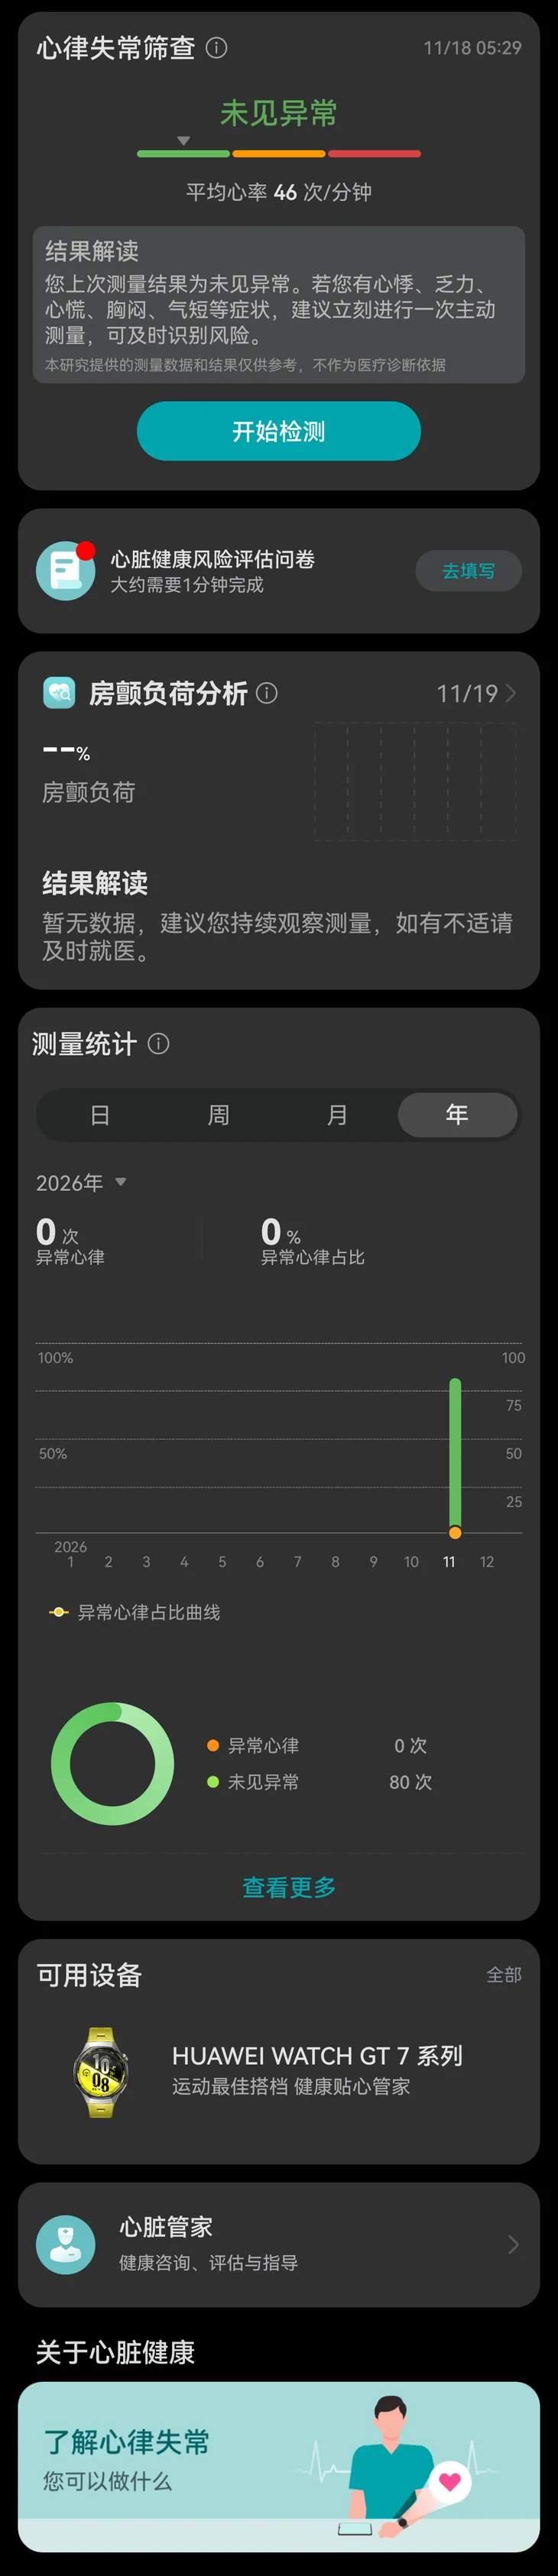 心律失常筛查
11/18 05:29
未见异常
平均心率 46 次/分钟
结果解读
您上次测量结果为未见异常。若您有心悸、乏力、
心慌、胸闷、气短等症状，建议立刻进行一次主动
测量，可及时识别风险。
本研究提供的测量数据和结果仅供参考，不作为医疗诊断依据
开始检测
心脏健康风险评估问卷
大约需要1分钟完成
去填写
房颤负荷分析
11/19
--%
房颤负荷
结果解读
暂无数据，建议您持续观察测量，如有不适请
及时就医。
测量统计
日 周 月 年
2026年
0 次 0 %
异常心律 异常心律占比
100% 100
75
50% 50
25
2026
1 2 3 4 5 6 7 8 9 10 11 12
异常心律占比曲线
异常心律 0 次
未见异常 80 次
查看更多
可用设备
全部
10
08
HUAWEI WATCH GT 7 系列
运动最佳搭档 健康贴心管家
心脏管家
健康咨询、评估与指导
关于心脏健康
了解心律失常
您可以做什么